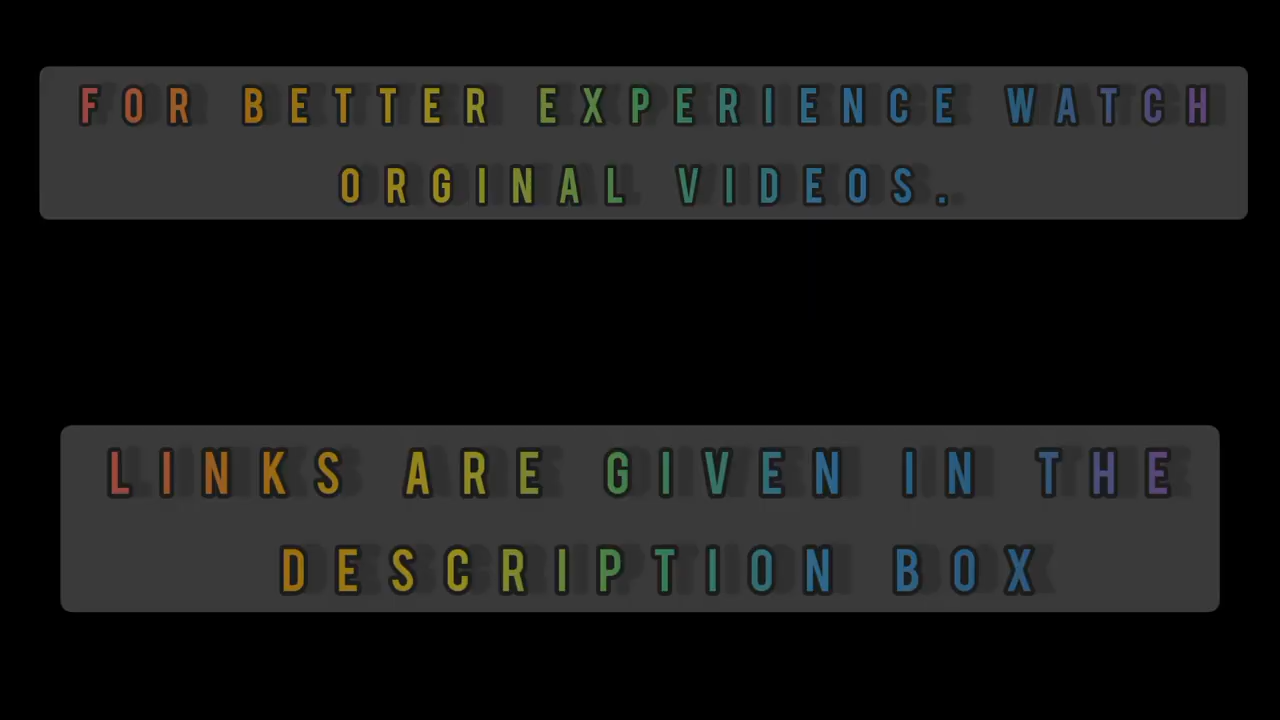 FOR BETTER EXPERIENCE WATCH
ORGINAL VIDEOS.
LINKS ARE GIVEN IN THE
DESCRIPTION BOX